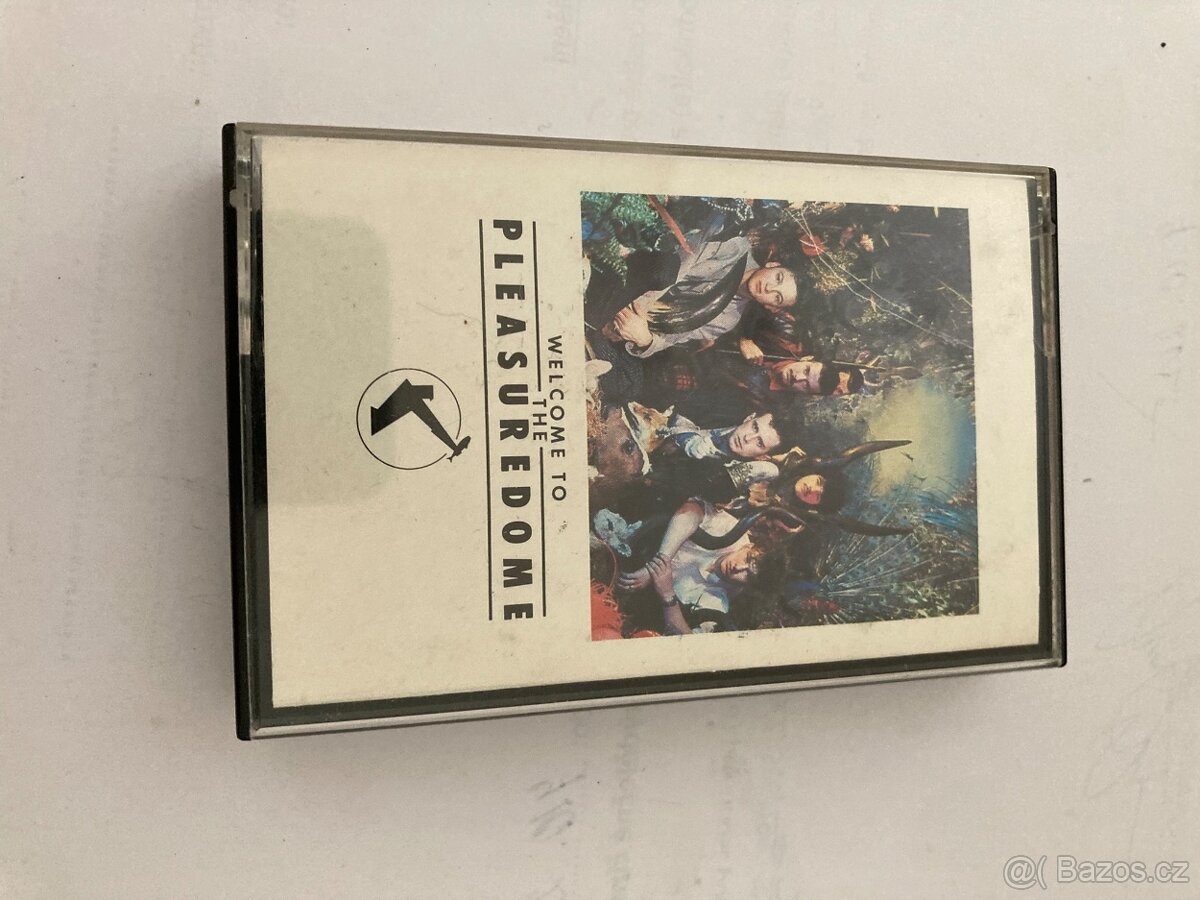 WELCOME TO
THE
PLEASUREDOME
@( Bazos.cz